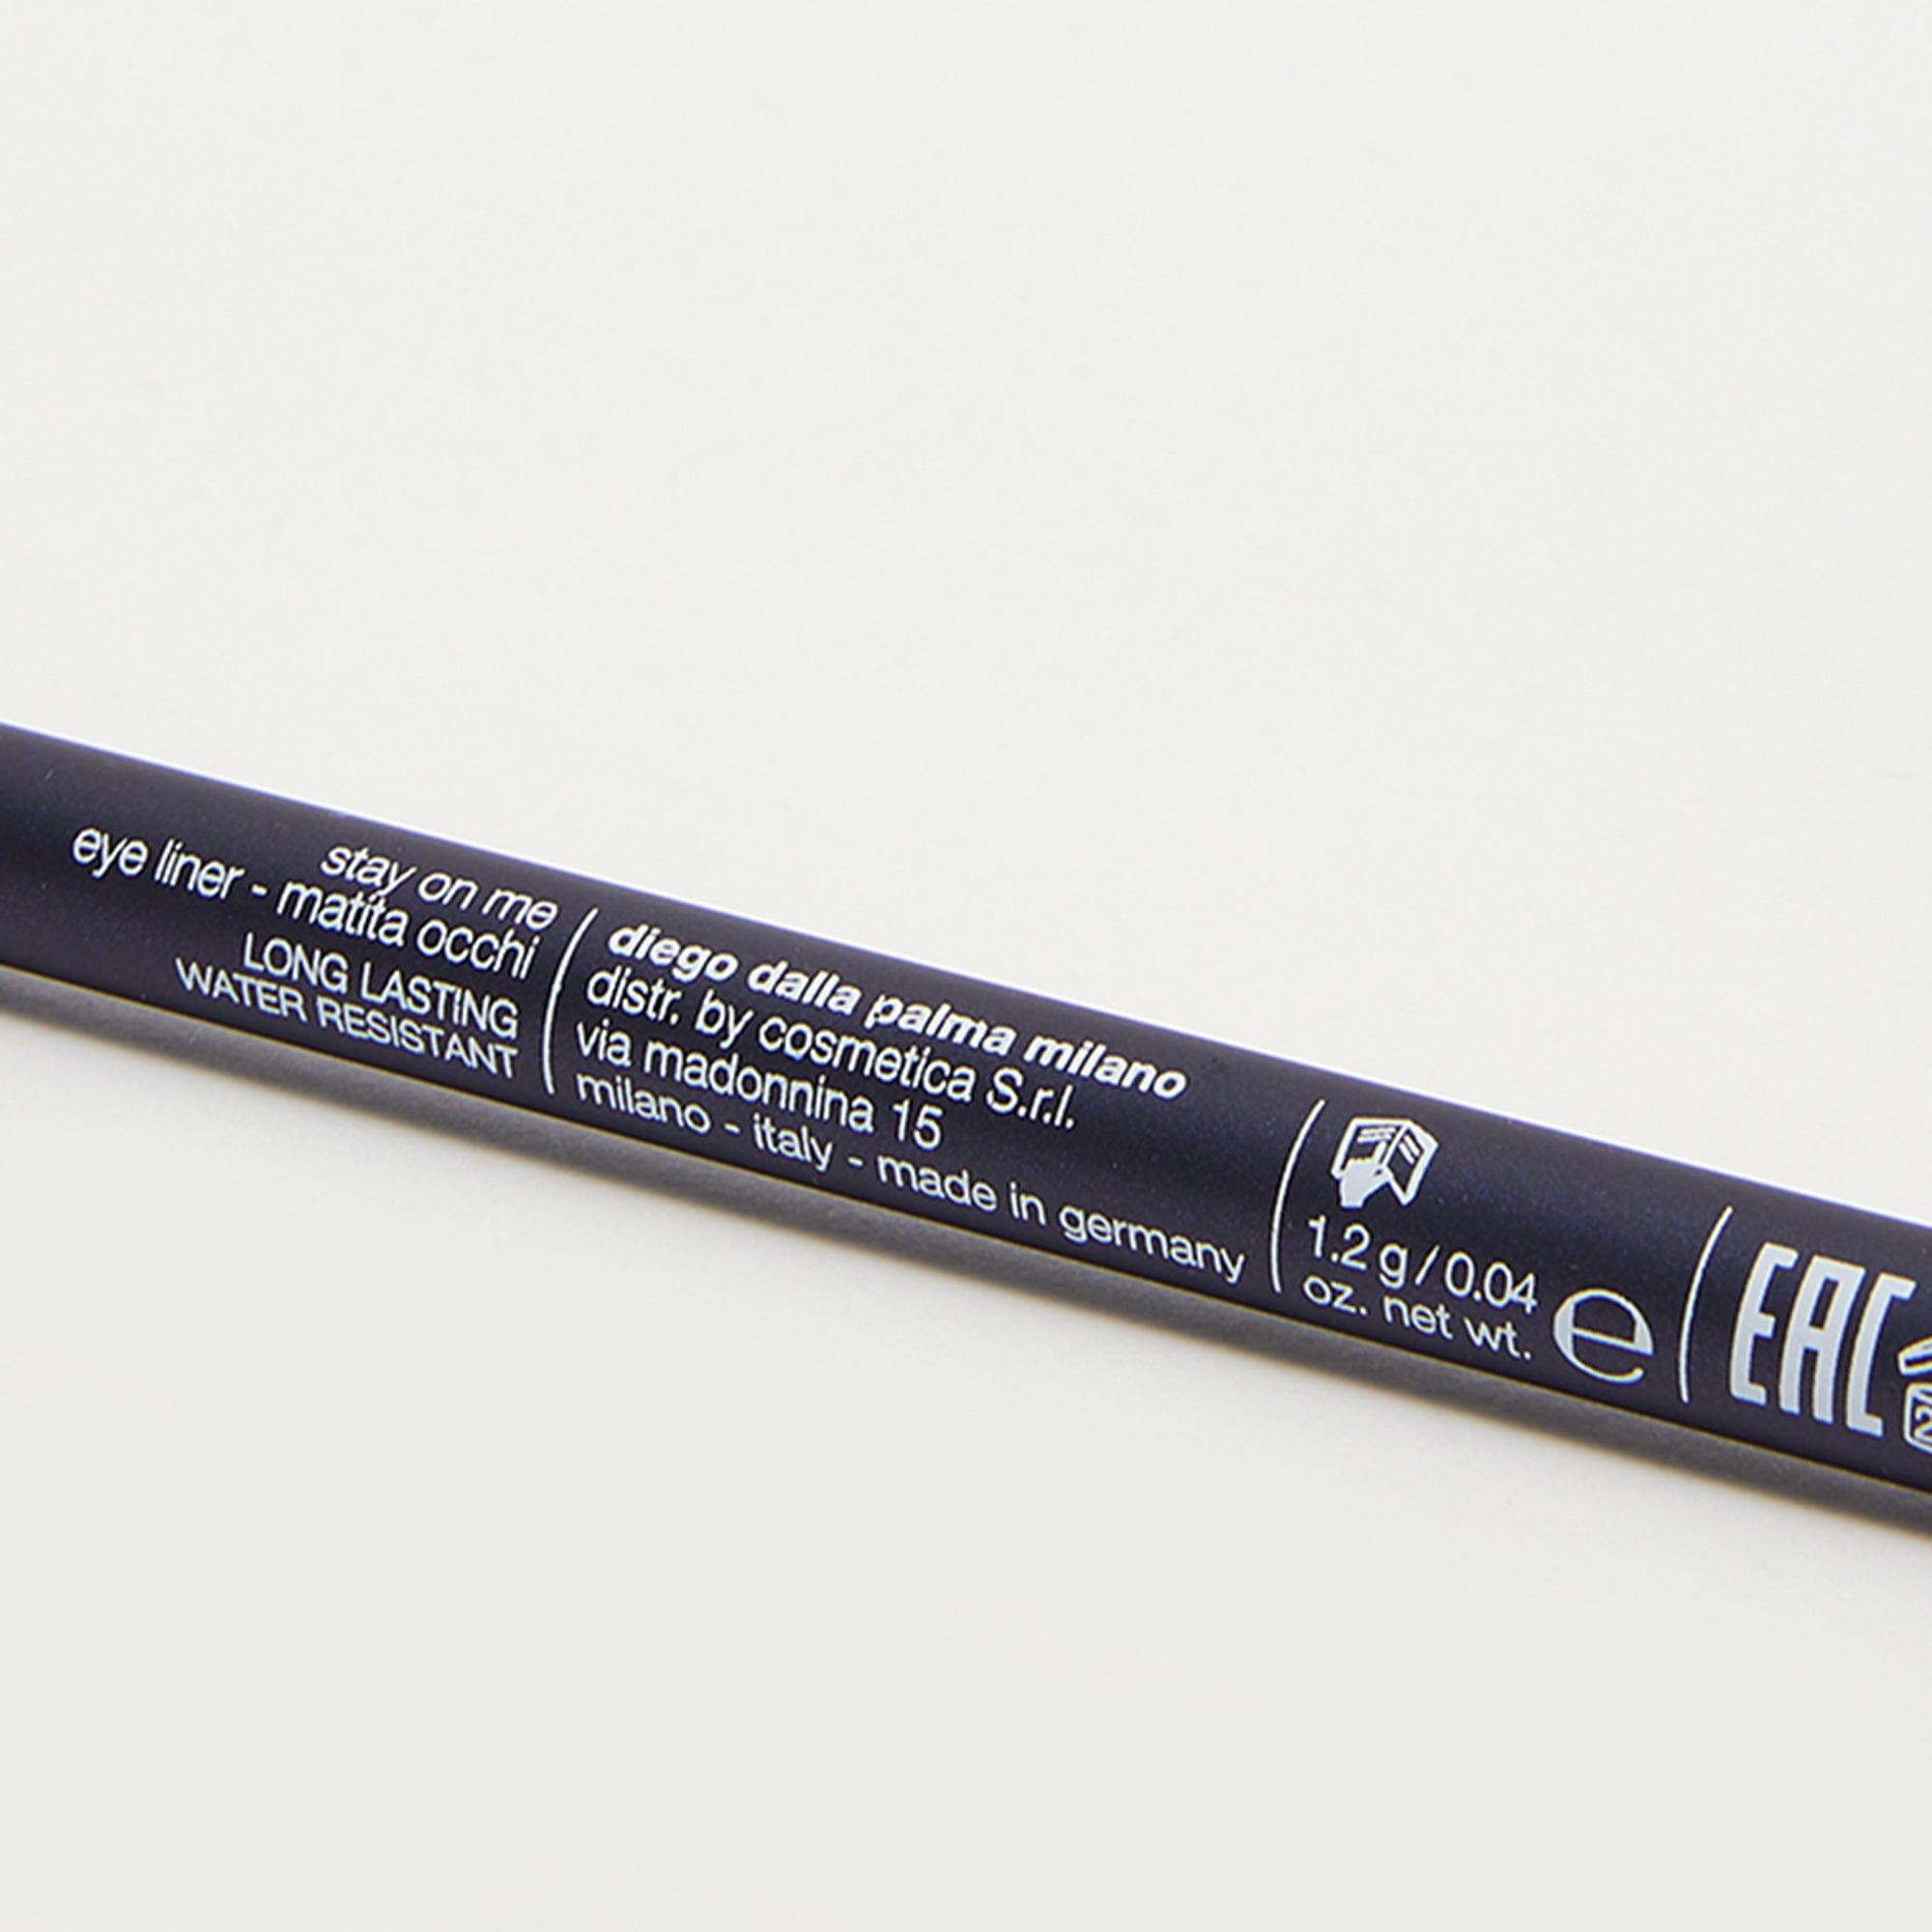 stay on me
eye liner - matita occhi
LONG LASTING
WATER RESISTANT
diego dalla palma milano
distr. by cosmetica S.r.l.
via madonnina 15
milano - italy - made in germany
1.2 g / 0.04
oz. net wt. e
EAC